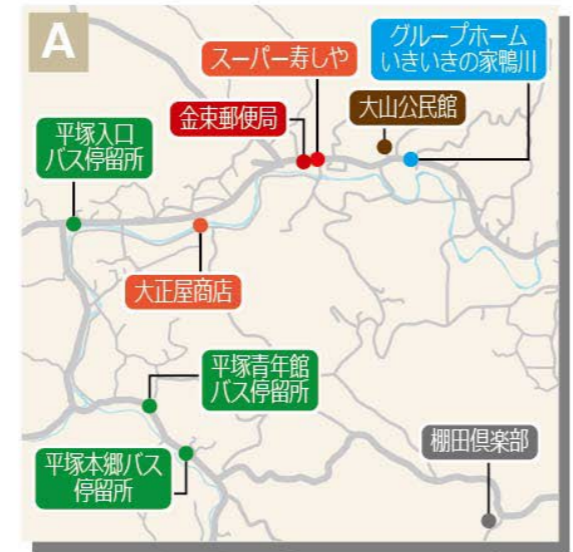 A
グループホーム
いきいきの家鴨川
スーパー寿しや
金束郵便局
大山公民館
平塚入口
バス停留所
大正屋商店
平塚青年館
バス停留所
棚田倶楽部
平塚本郷バス
停留所